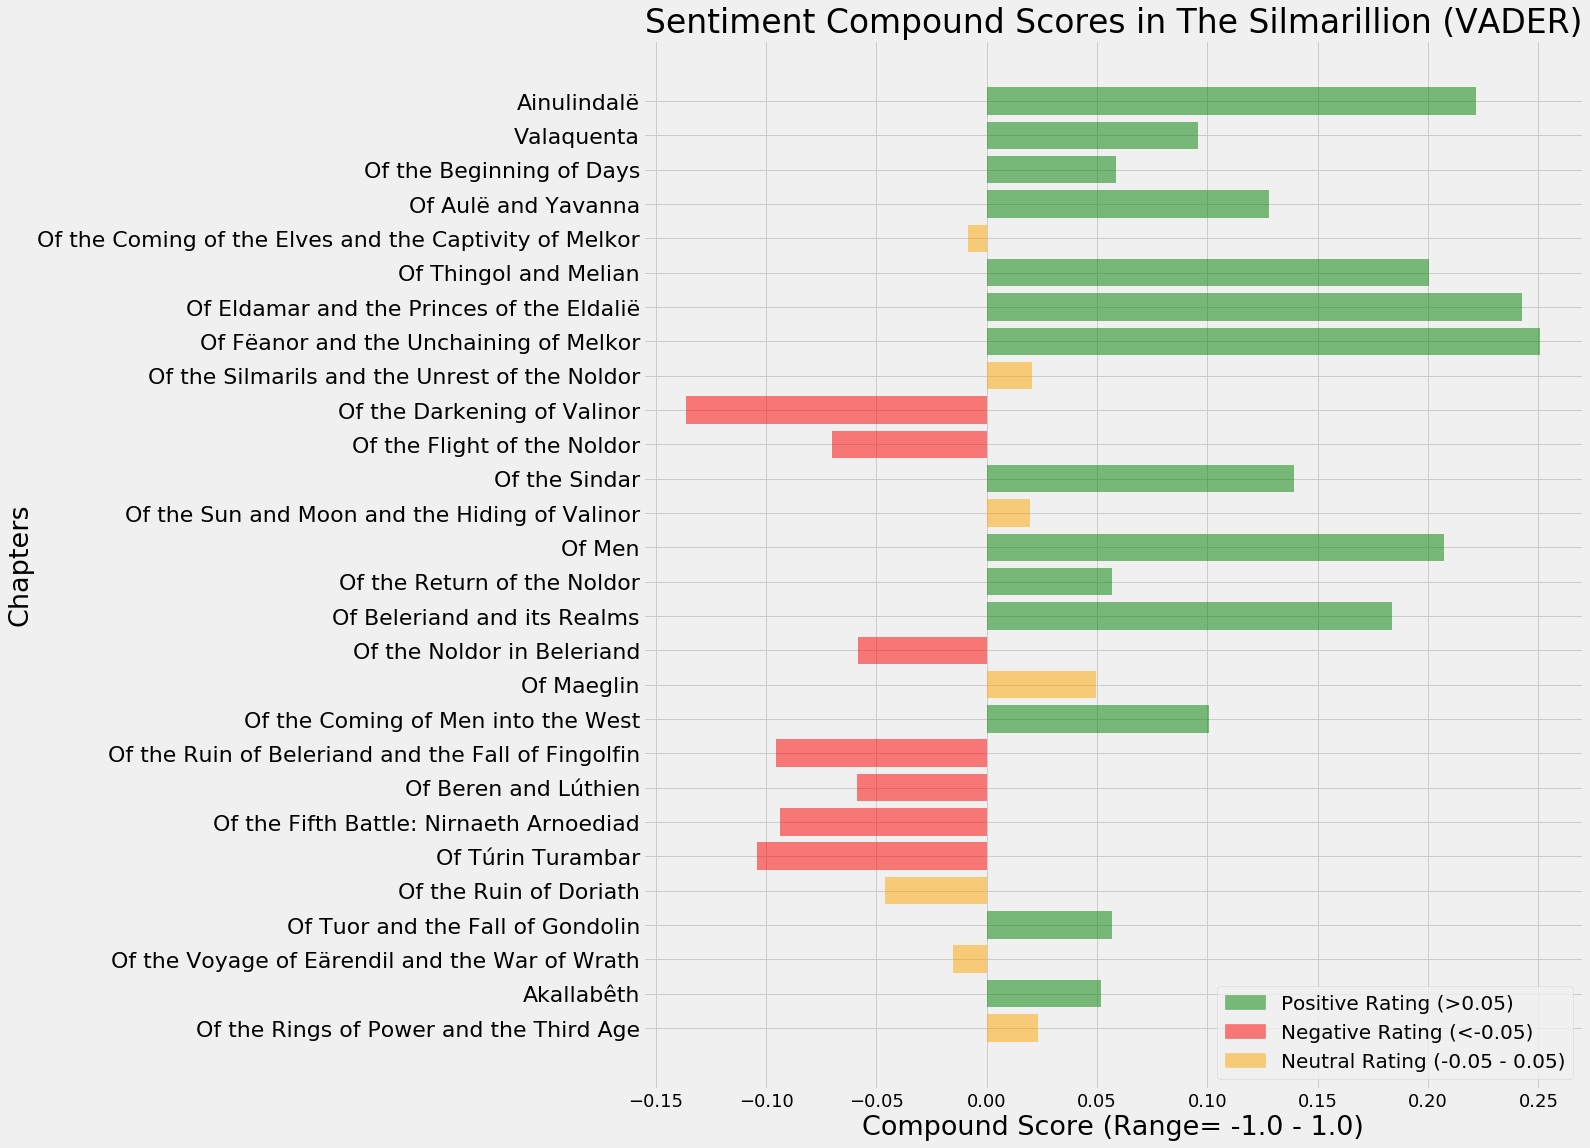 Sentiment Compound Scores in The Silmarillion (VADER)
Chapters
Ainulindalë
Valaquenta
Of the Beginning of Days
Of Aulë and Yavanna
Of the Coming of the Elves and the Captivity of Melkor
Of Thingol and Melian
Of Eldamar and the Princes of the Eldalië
Of Fëanor and the Unchaining of Melkor
Of the Silmarils and the Unrest of the Noldor
Of the Darkening of Valinor
Of the Flight of the Noldor
Of the Sindar
Of the Sun and Moon and the Hiding of Valinor
Of Men
Of the Return of the Noldor
Of Beleriand and its Realms
Of the Noldor in Beleriand
Of Maeglin
Of the Coming of Men into the West
Of the Ruin of Beleriand and the Fall of Fingolfin
Of Beren and Lúthien
Of the Fifth Battle: Nirnaeth Arnoediad
Of Túrin Turambar
Of the Ruin of Doriath
Of Tuor and the Fall of Gondolin
Of the Voyage of Eärendil and the War of Wrath
Akallabêth
Of the Rings of Power and the Third Age
Positive Rating (>0.05)
Negative Rating (<-0.05)
Neutral Rating (-0.05 - 0.05)
−0.15 −0.10 −0.05 0.00 0.05 0.10 0.15 0.20 0.25
Compound Score (Range= -1.0 - 1.0)